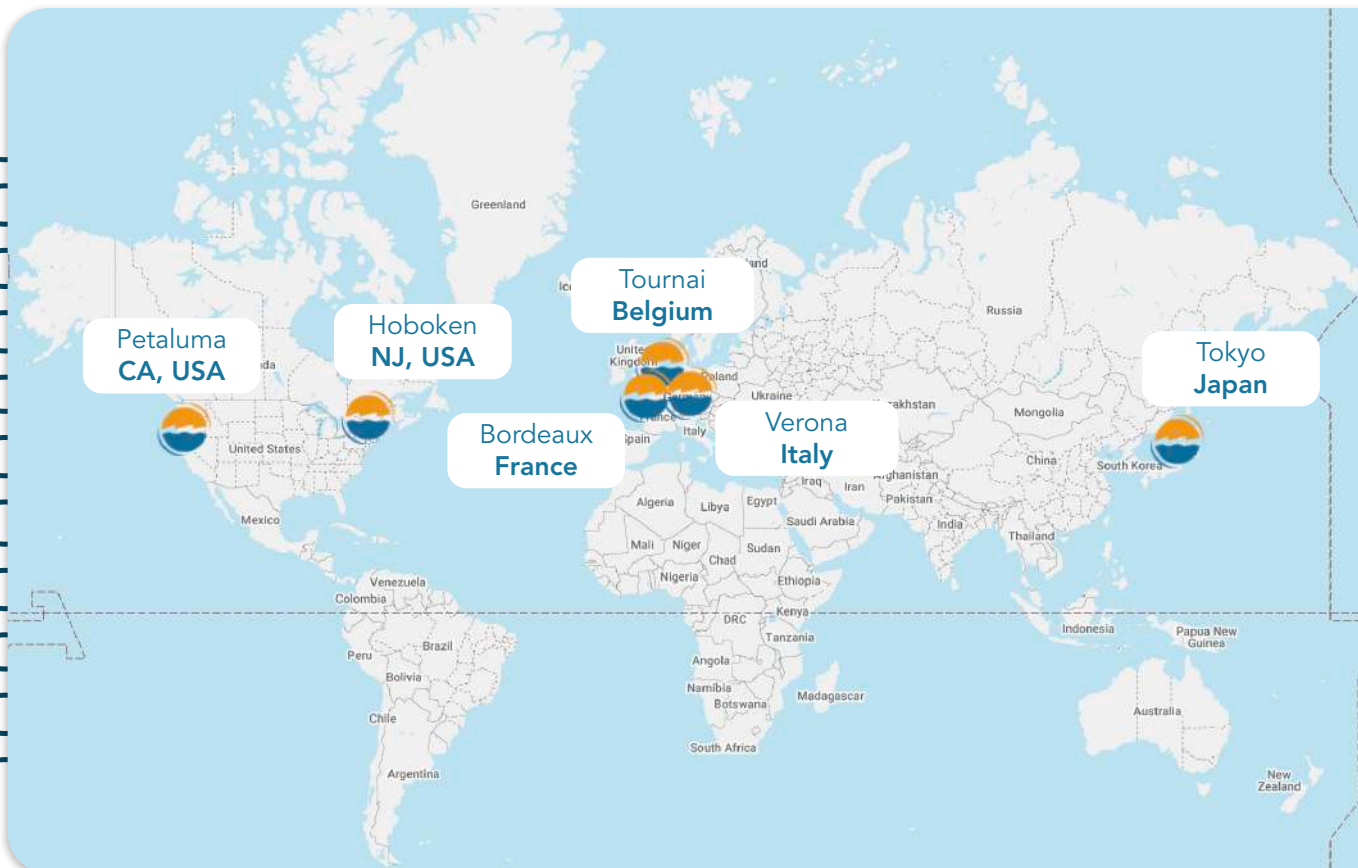 Greenland
Tournai
Belgium
Russia
Petaluma
CA, USA
Hoboken
NJ, USA
United
Kingdom
Poland
Ukraine
Tokyo
Japan
Mongolia
Bordeaux
France
Verona
Italy
United States
Spain
Italy
China
South Korea
Mexico
Algeria
Libya
Egypt
Iraq
Iran
Afghanistan
Pakistan
Saudi Arabia
India
Thailand
Mali
Niger
Chad
Sudan
Nigeria
Ethiopia
Venezuela
Colombia
DRC
Kenya
Tanzania
Indonesia
Papua New
Guinea
Peru
Brazil
Bolivia
Angola
Namibia
Botswana
Madagascar
Chile
South Africa
Australia
Argentina
New
Zealand